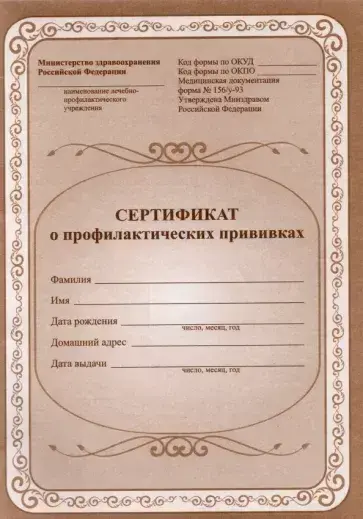 Министерство здравоохранения
Российской Федерации
наименование лечебно-
профилактического
учреждения
Код формы по ОКУД
Код формы по ОКПО
Медицинская документация
форма № 156/у-93
Утверждена Минздравом
Российской Федерации
СЕРТИФИКАТ
о профилактических прививках
Фамилия
Имя
Дата рождения
число, месяц, год
Домашний адрес
Дата выдачи
число, месяц, год